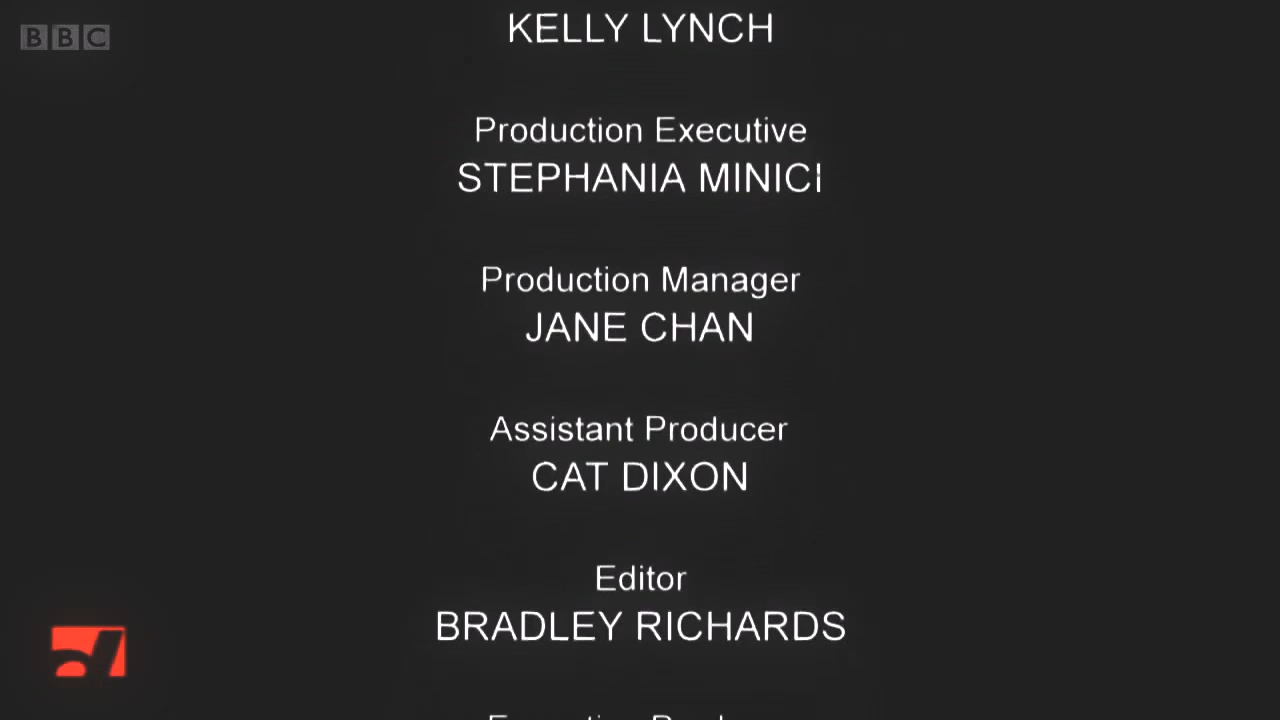 BBC
KELLY LYNCH
Production Executive
STEPHANIA MINICI
Production Manager
JANE CHAN
Assistant Producer
CAT DIXON
Editor
BRADLEY RICHARDS